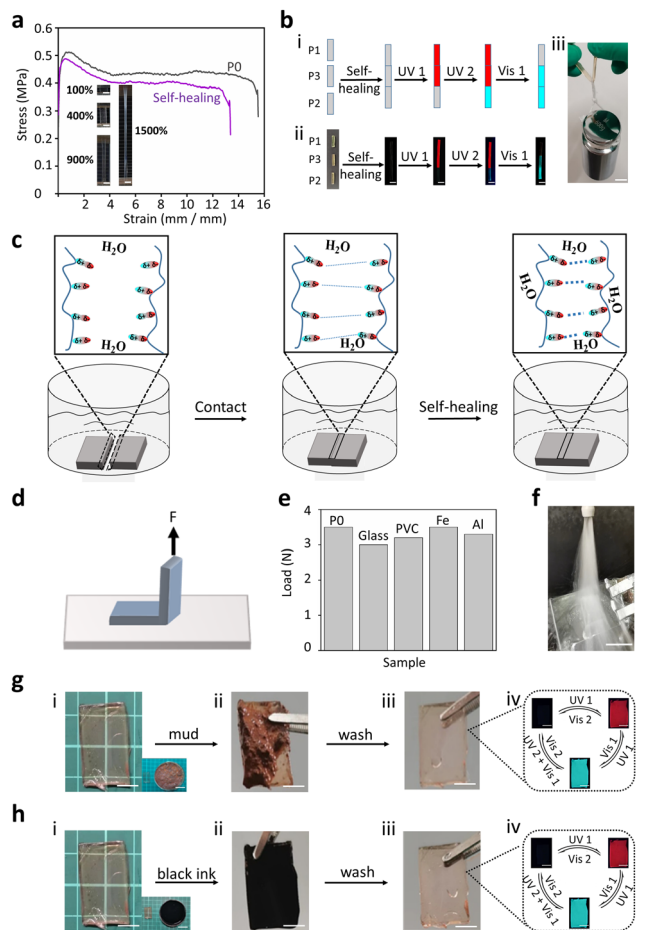 a
0.6
0.5
0.4
0.3
0.2
0.1
0
Stress (MPa)
P0
Self-healing
100%
400%
900%
1500%
0 2 4 6 8 10 12 14 16
Strain (mm / mm)
b
i
P1
P3
P2
Self-
healing
UV 1
UV 2
Vis 1
ii
P1
P3
P2
Self-
healing
UV 1
UV 2
Vis 1
iii
c
H2O
δ+ δ-
δ+ δ-
δ+ δ-
δ+ δ-
δ+ δ-
δ+ δ-
δ+ δ-
δ+ δ-
H2O
Contact
H2O
δ+ δ-
δ+ δ-
δ+ δ-
δ+ δ-
δ+ δ-
δ+ δ-
δ+ δ-
δ+ δ-
H2O
Self-healing
H2O
H2O
H2O
δ+ δ-
δ+ δ-
δ+ δ-
δ+ δ-
δ+ δ-
δ+ δ-
δ+ δ-
δ+ δ-
H2O
d
F
e
4
3
2
1
0
Load (N)
P0
Glass
PVC
Fe
Al
Sample
f
g
i
mud
ii
wash
iii
iv
UV 1
Vis 2
Vis 2
UV 2 + Vis 1
Vis 1
UV 1
h
i
black ink
ii
wash
iii
iv
UV 1
Vis 2
Vis 2
UV 2 + Vis 1
Vis 1
UV 1